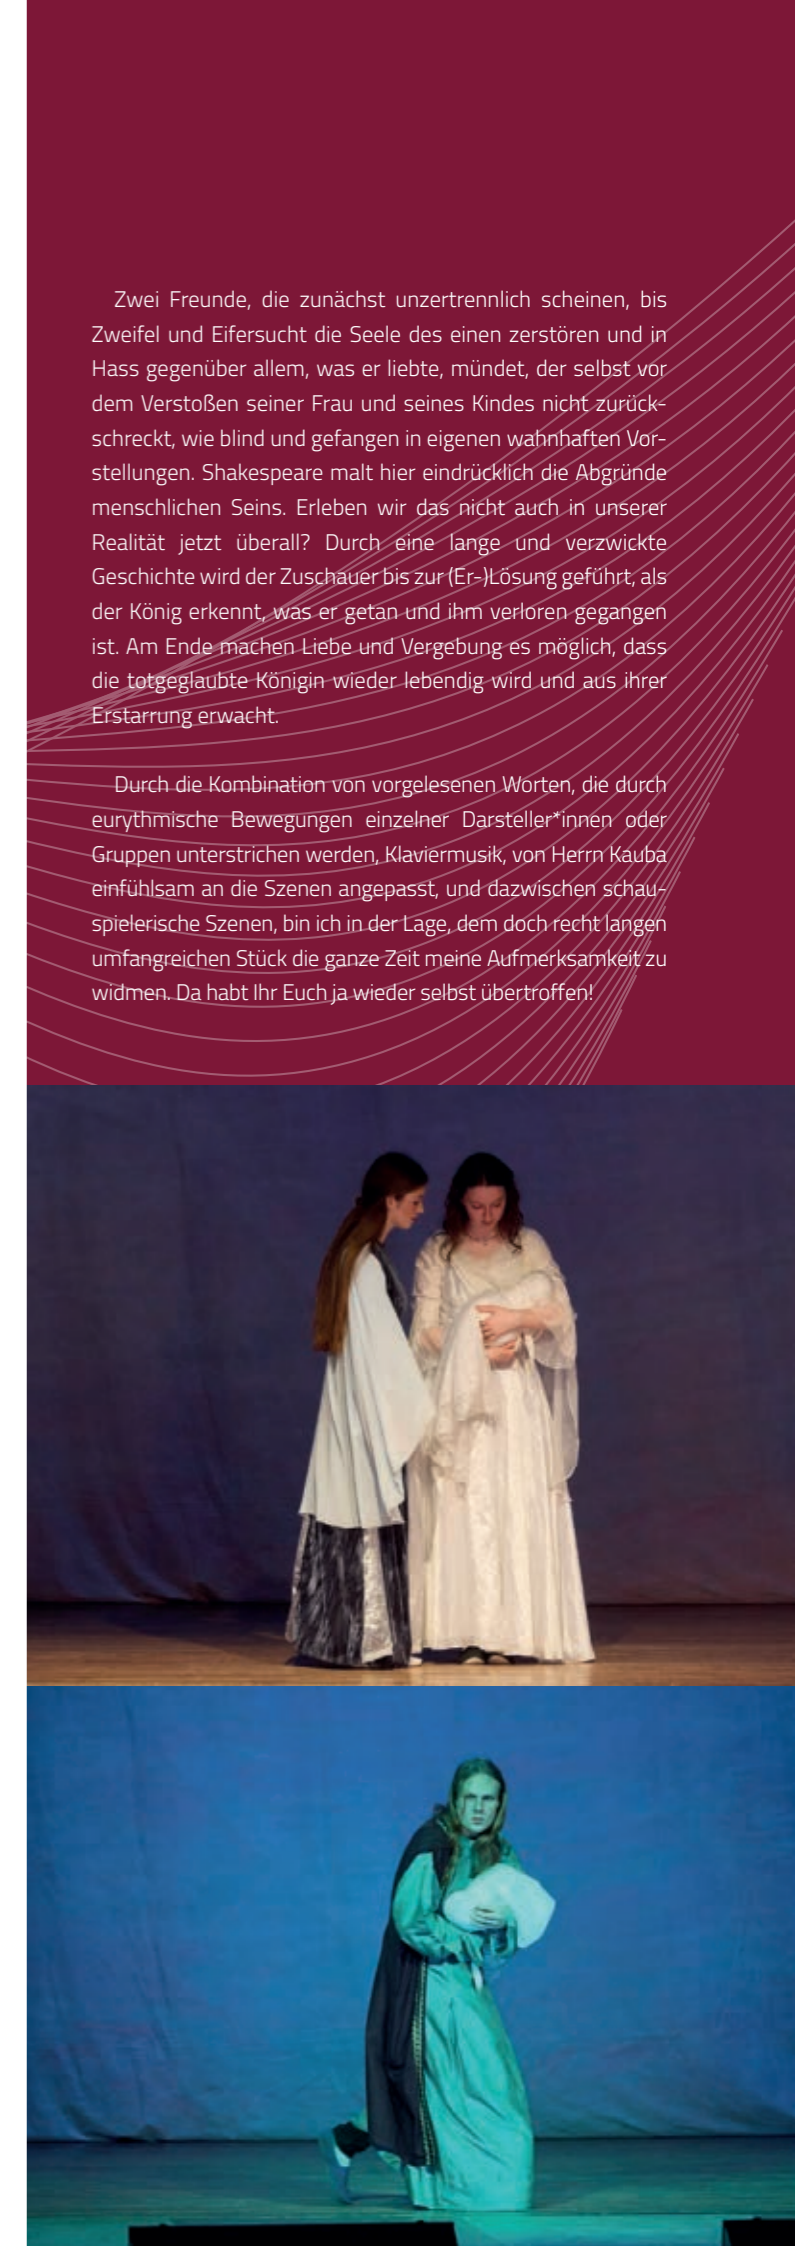 Zwei Freunde, die zunächst unzertrennlich scheinen, bis
Zweifel und Eifersucht die Seele des einen zerstören und in
Hass gegenüber allem, was er liebte, mündet, der selbst vor
dem Verstoßen seiner Frau und seines Kindes nicht zurück-
schreckt, wie blind und gefangen in eigenen wahnhaften Vor-
stellungen. Shakespeare malt hier eindrücklich die Abgründe
menschlichen Seins. Erleben wir das nicht auch in unserer
Realität jetzt überall? Durch eine lange und verzwickte
Geschichte wird der Zuschauer bis zur (Er-)Lösung geführt, als
der König erkennt, was er getan und ihm verloren gegangen
ist. Am Ende machen Liebe und Vergebung es möglich, dass
die totgeglaubte Königin wieder lebendig wird und aus ihrer
Erstarrung erwacht.
Durch die Kombination von vorgelesenen Worten, die durch
eurythmische Bewegungen einzelner Darsteller*innen oder
Gruppen unterstrichen werden, Klaviermusik, von Herrn Kauba
einfühlsam an die Szenen angepasst, und dazwischen schau-
spielerische Szenen, bin ich in der Lage, dem doch recht langen
umfangreichen Stück die ganze Zeit meine Aufmerksamkeit zu
widmen. Da habt Ihr Euch ja wieder selbst übertroffen!